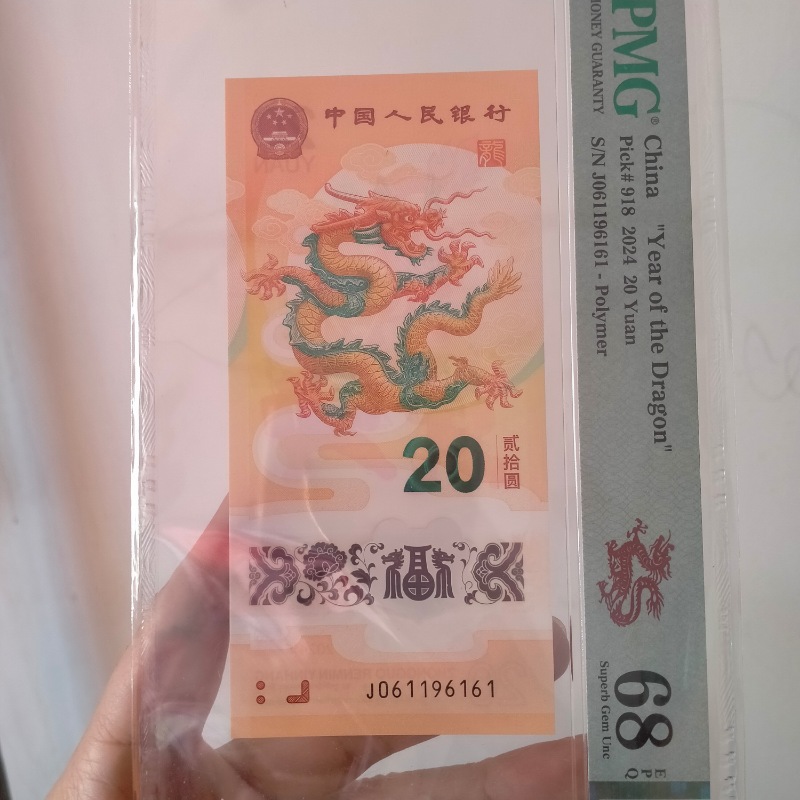 中国人民银行
龍
20
贰拾圆
福
J061196161
PMG®
MONEY GUARANTY
China "Year of the Dragon"
Pick# 918 2024 20 Yuan
S/N J061196161 - Polymer
68
EPQ
Superb Gem Unc